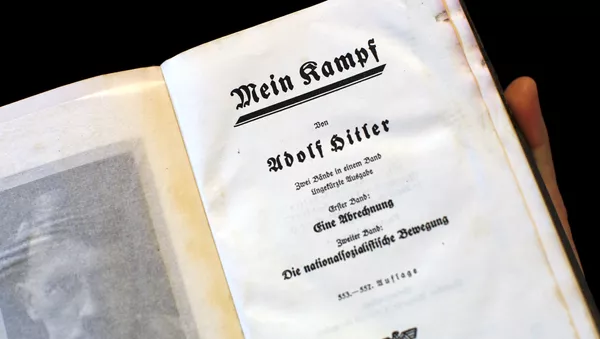 Mein Kampf
Von
Adolf Hitler
Zwei Bände in einem Band
Ungekürzte Ausgabe
Erster Band:
Eine Abrechnung
Zweiter Band:
Die nationalsozialistische Bewegung
553.–557. Auflage